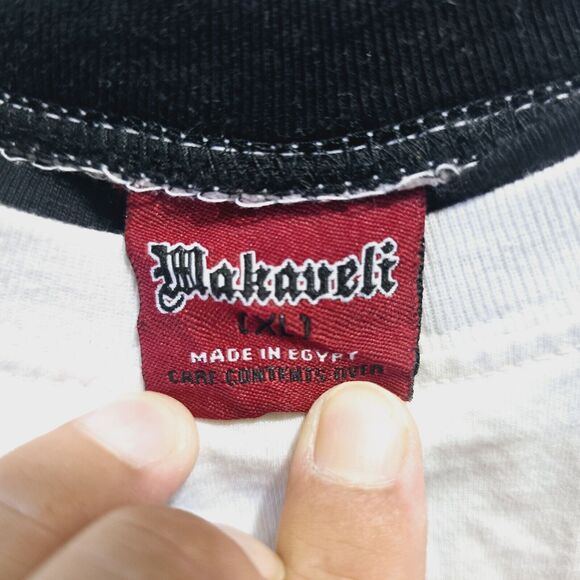 Makaveli
[XL]
MADE IN EGYPT
CARE CONTENTS OVER